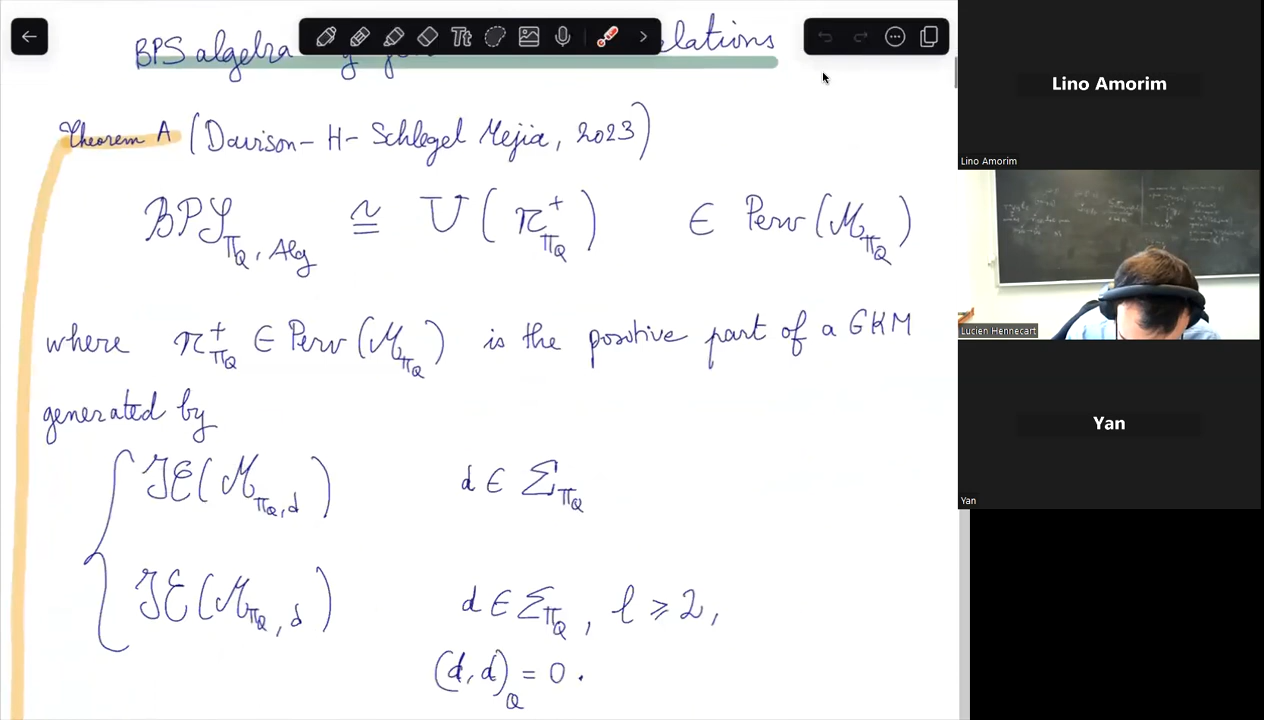 BPS algebra
elations
Theorem A (Davison- H- Schlegel Mejia, 2023)
BPS_{Π_Q, Alg} ≅ U(n^+_{Π_Q}) ∈ Perv(M_{Π_Q})
where n^+_{Π_Q} ∈ Perv(M_{Π_Q}) is the positive part of a GKM
generated by
IC(M_{Π_Q,d}) d ∈ Σ_{Π_Q}
IC(M_{Π_Q,d}) d ∈ Σ_{Π_Q}, l ⩾ 2,
(d,d)_Q = 0.
Tt
Lino Amorim
Lino Amorim
Lucien Hennecart
Yan
Yan